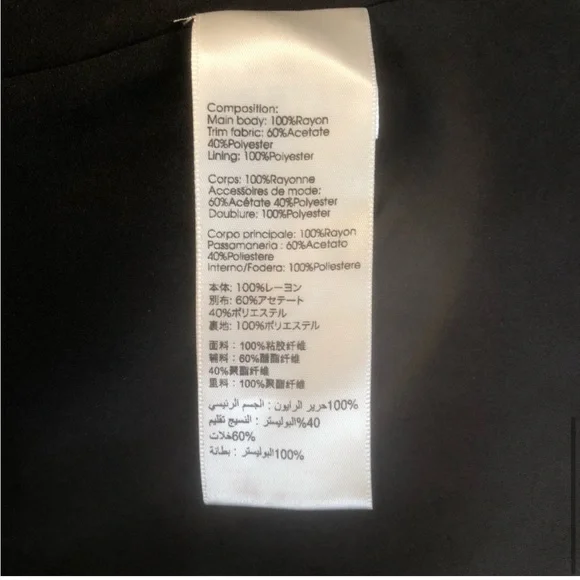 Composition:
Main body: 100%Rayon
Trim fabric: 60%Acetate
40%Polyester
Lining: 100%Polyester
Corps: 100%Rayonne
Accessoires de mode:
60%Acétate 40%Polyester
Doublure: 100%Polyester
Corpo principale: 100%Rayon
Passamaneria : 60%Acetato
40%Poliestere
Interno/Fodera: 100%Poliestere
本体: 100%レーヨン
別布: 60%アセテート
40%ポリエステル
裏地: 100%ポリエステル
面料 : 100%粘胶纤维
辅料 : 60%醋酯纤维
40%聚酯纤维
里料 : 100%聚酯纤维
100%حرير الرايون : الجسم الرئيسي
40%البوليستر : النسيج تقليم
60%خلات
100%البوليستر : بطانة